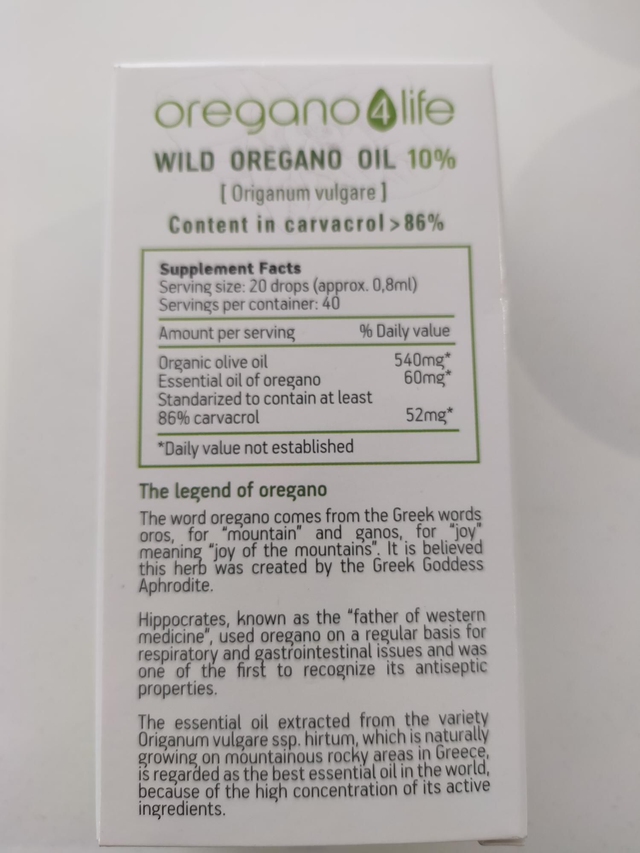 oregano4life
WILD OREGANO OIL 10%
[ Origanum vulgare ]
Content in carvacrol > 86%
Supplement Facts
Serving size: 20 drops (approx. 0,8ml)
Servings per container: 40
Amount per serving % Daily value
Organic olive oil 540mg*
Essential oil of oregano 60mg*
Standarized to contain at least
86% carvacrol 52mg*
*Daily value not established
The legend of oregano
The word oregano comes from the Greek words
oros, for "mountain" and ganos, for "joy"
meaning "joy of the mountains". It is believed
this herb was created by the Greek Goddess
Aphrodite.
Hippocrates, known as the "father of western
medicine", used oregano on a regular basis for
respiratory and gastrointestinal issues and was
one of the first to recognize its antiseptic
properties.
The essential oil extracted from the variety
Origanum vulgare ssp. hirtum, which is naturally
growing on mountainous rocky areas in Greece,
is regarded as the best essential oil in the world,
because of the high concentration of its active
ingredients.